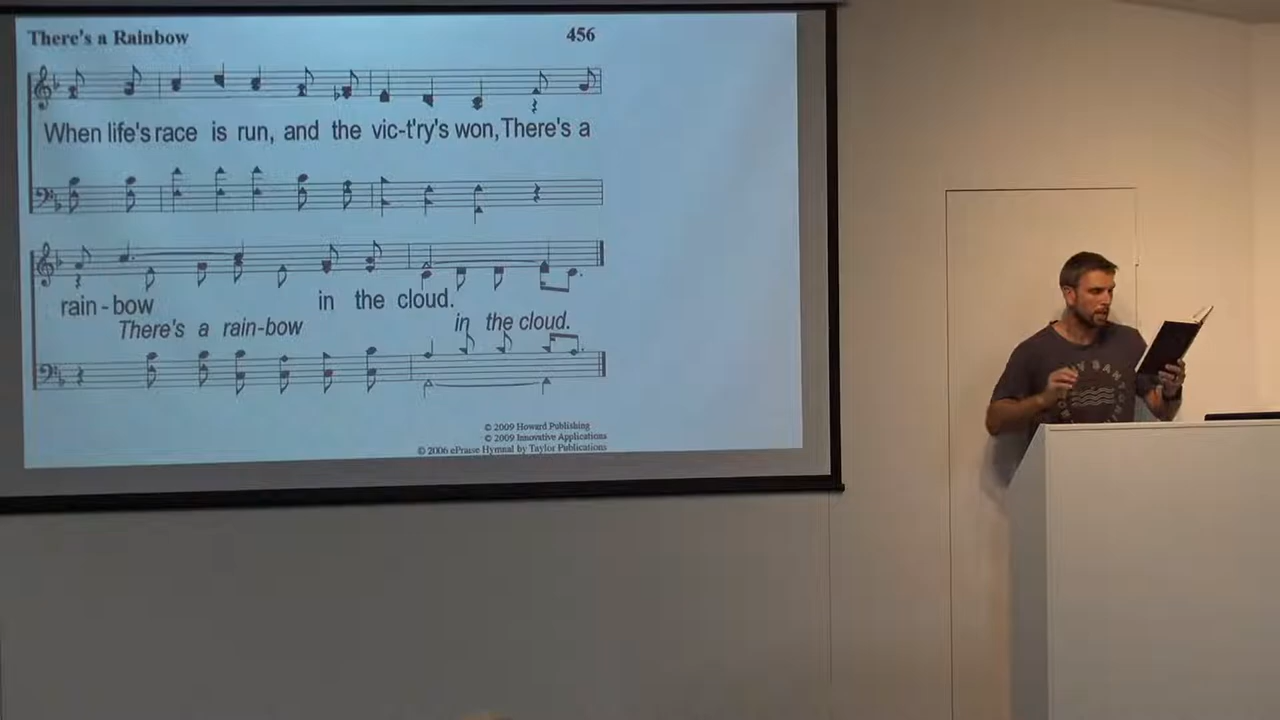 There's a Rainbow
456
When life's race is run, and the vic-t'ry's won, There's a
rain-bow in the cloud.
There's a rain-bow in the cloud.
© 2009 Howard Publishing
© 2009 Innovative Applications
© 2006 ePraise Hymnal by Taylor Publications